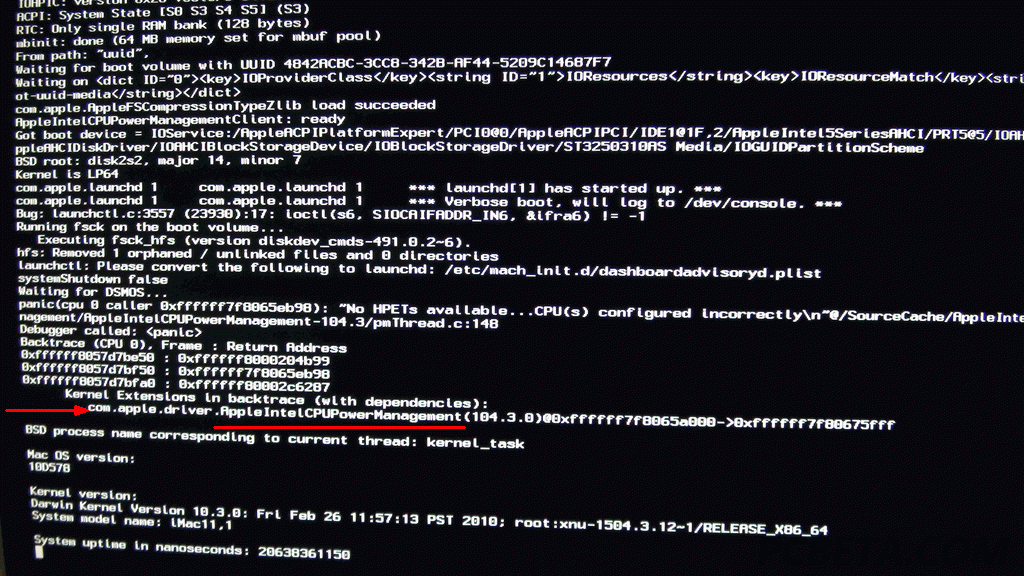 IOAPIC: Version 0x20 Vector
ACPI: System State [S0 S3 S4 S5] (S3)
RTC: Only single RAM bank (128 bytes)
mbinit: done (64 MB memory set for mbuf pool)
From path: "uuid",
Waiting for boot volume with UUID 4842ACBC-3CCB-342B-AF44-5209C14687F7
Waiting on <dict ID="0"><key>IOProviderClass</key><string ID="1">IOResources</string><key>IOResourceMatch</key><stri
ot-uuid-media</string></dict>
com.apple.AppleFSCompressionTypeZlib load succeeded
AppleIntelCPUPowerManagementClient: ready
Got boot device = IOService:/AppleACPIPlatformExpert/PCI0@0/AppleACPIPCI/IDE1@1F,2/AppleIntel5SeriesAHCI/PRT5@5/IOAH
ppleAHCIDiskDriver/IOAHCIBlockStorageDevice/IOBlockStorageDriver/ST3250310AS Media/IOGUIDPartitionScheme
BSD root: disk2s2, major 14, minor 7
Kernel is LP64
com.apple.launchd 1 com.apple.launchd 1 *** launchd[1] has started up. ***
com.apple.launchd 1 com.apple.launchd 1 *** Verbose boot, will log to /dev/console. ***
Bug: launchctl.c:3557 (23930):17: ioctl(s6, SIOCAIFADDR_IN6, &ifra6) != -1
Running fsck on the boot volume...
Executing fsck_hfs (version diskdev_cmds-491.0.2~6).
hfs: Removed 1 orphaned / unlinked files and 0 directories
launchctl: Please convert the following to launchd: /etc/mach_init.d/dashboardadvisoryd.plist
systemShutdown false
Waiting for DSMOS...
panic(cpu 0 caller 0xffffff7f8065eb98): "No HPETs available...CPU(s) configured incorrectly\n"@/SourceCache/AppleInte
nagement/AppleIntelCPUPowerManagement-104.3/pmThread.c:148
Debugger called: <panic>
Backtrace (CPU 0), Frame : Return Address
0xffffff8057d7be50 : 0xffffff8000204b99
0xffffff8057d7bf50 : 0xffffff7f8065eb98
0xffffff8057d7bfa0 : 0xffffff80002c6287
Kernel Extensions in backtrace (with dependencies):
com.apple.driver.AppleIntelCPUPowerManagement(104.3.0)@0xffffff7f8065a000->0xffffff7f80675fff
BSD process name corresponding to current thread: kernel_task
Mac OS version:
10D578
Kernel version:
Darwin Kernel Version 10.3.0: Fri Feb 26 11:57:13 PST 2010; root:xnu-1504.3.12~1/RELEASE_X86_64
System model name: iMac11,1
System uptime in nanoseconds: 20630361150